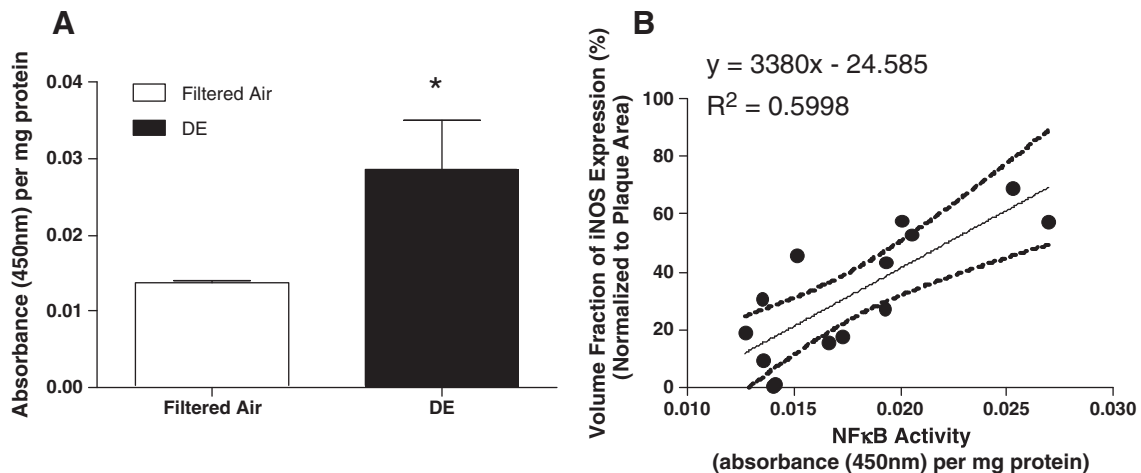 A
Absorbance (450nm) per mg protein
0.04
0.03
0.02
0.01
0.00
Filtered Air
DE
*
Filtered Air
DE
B
Volume Fraction of iNOS Expression (%)
(Normalized to Plaque Area)
y = 3380x - 24.585
R² = 0.5998
100
80
60
40
20
0
0.010
0.015
0.020
0.025
0.030
NFκB Activity
(absorbance (450nm) per mg protein)